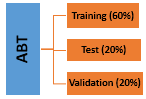 ABT
Training (60%)
Test (20%)
Validation (20%)